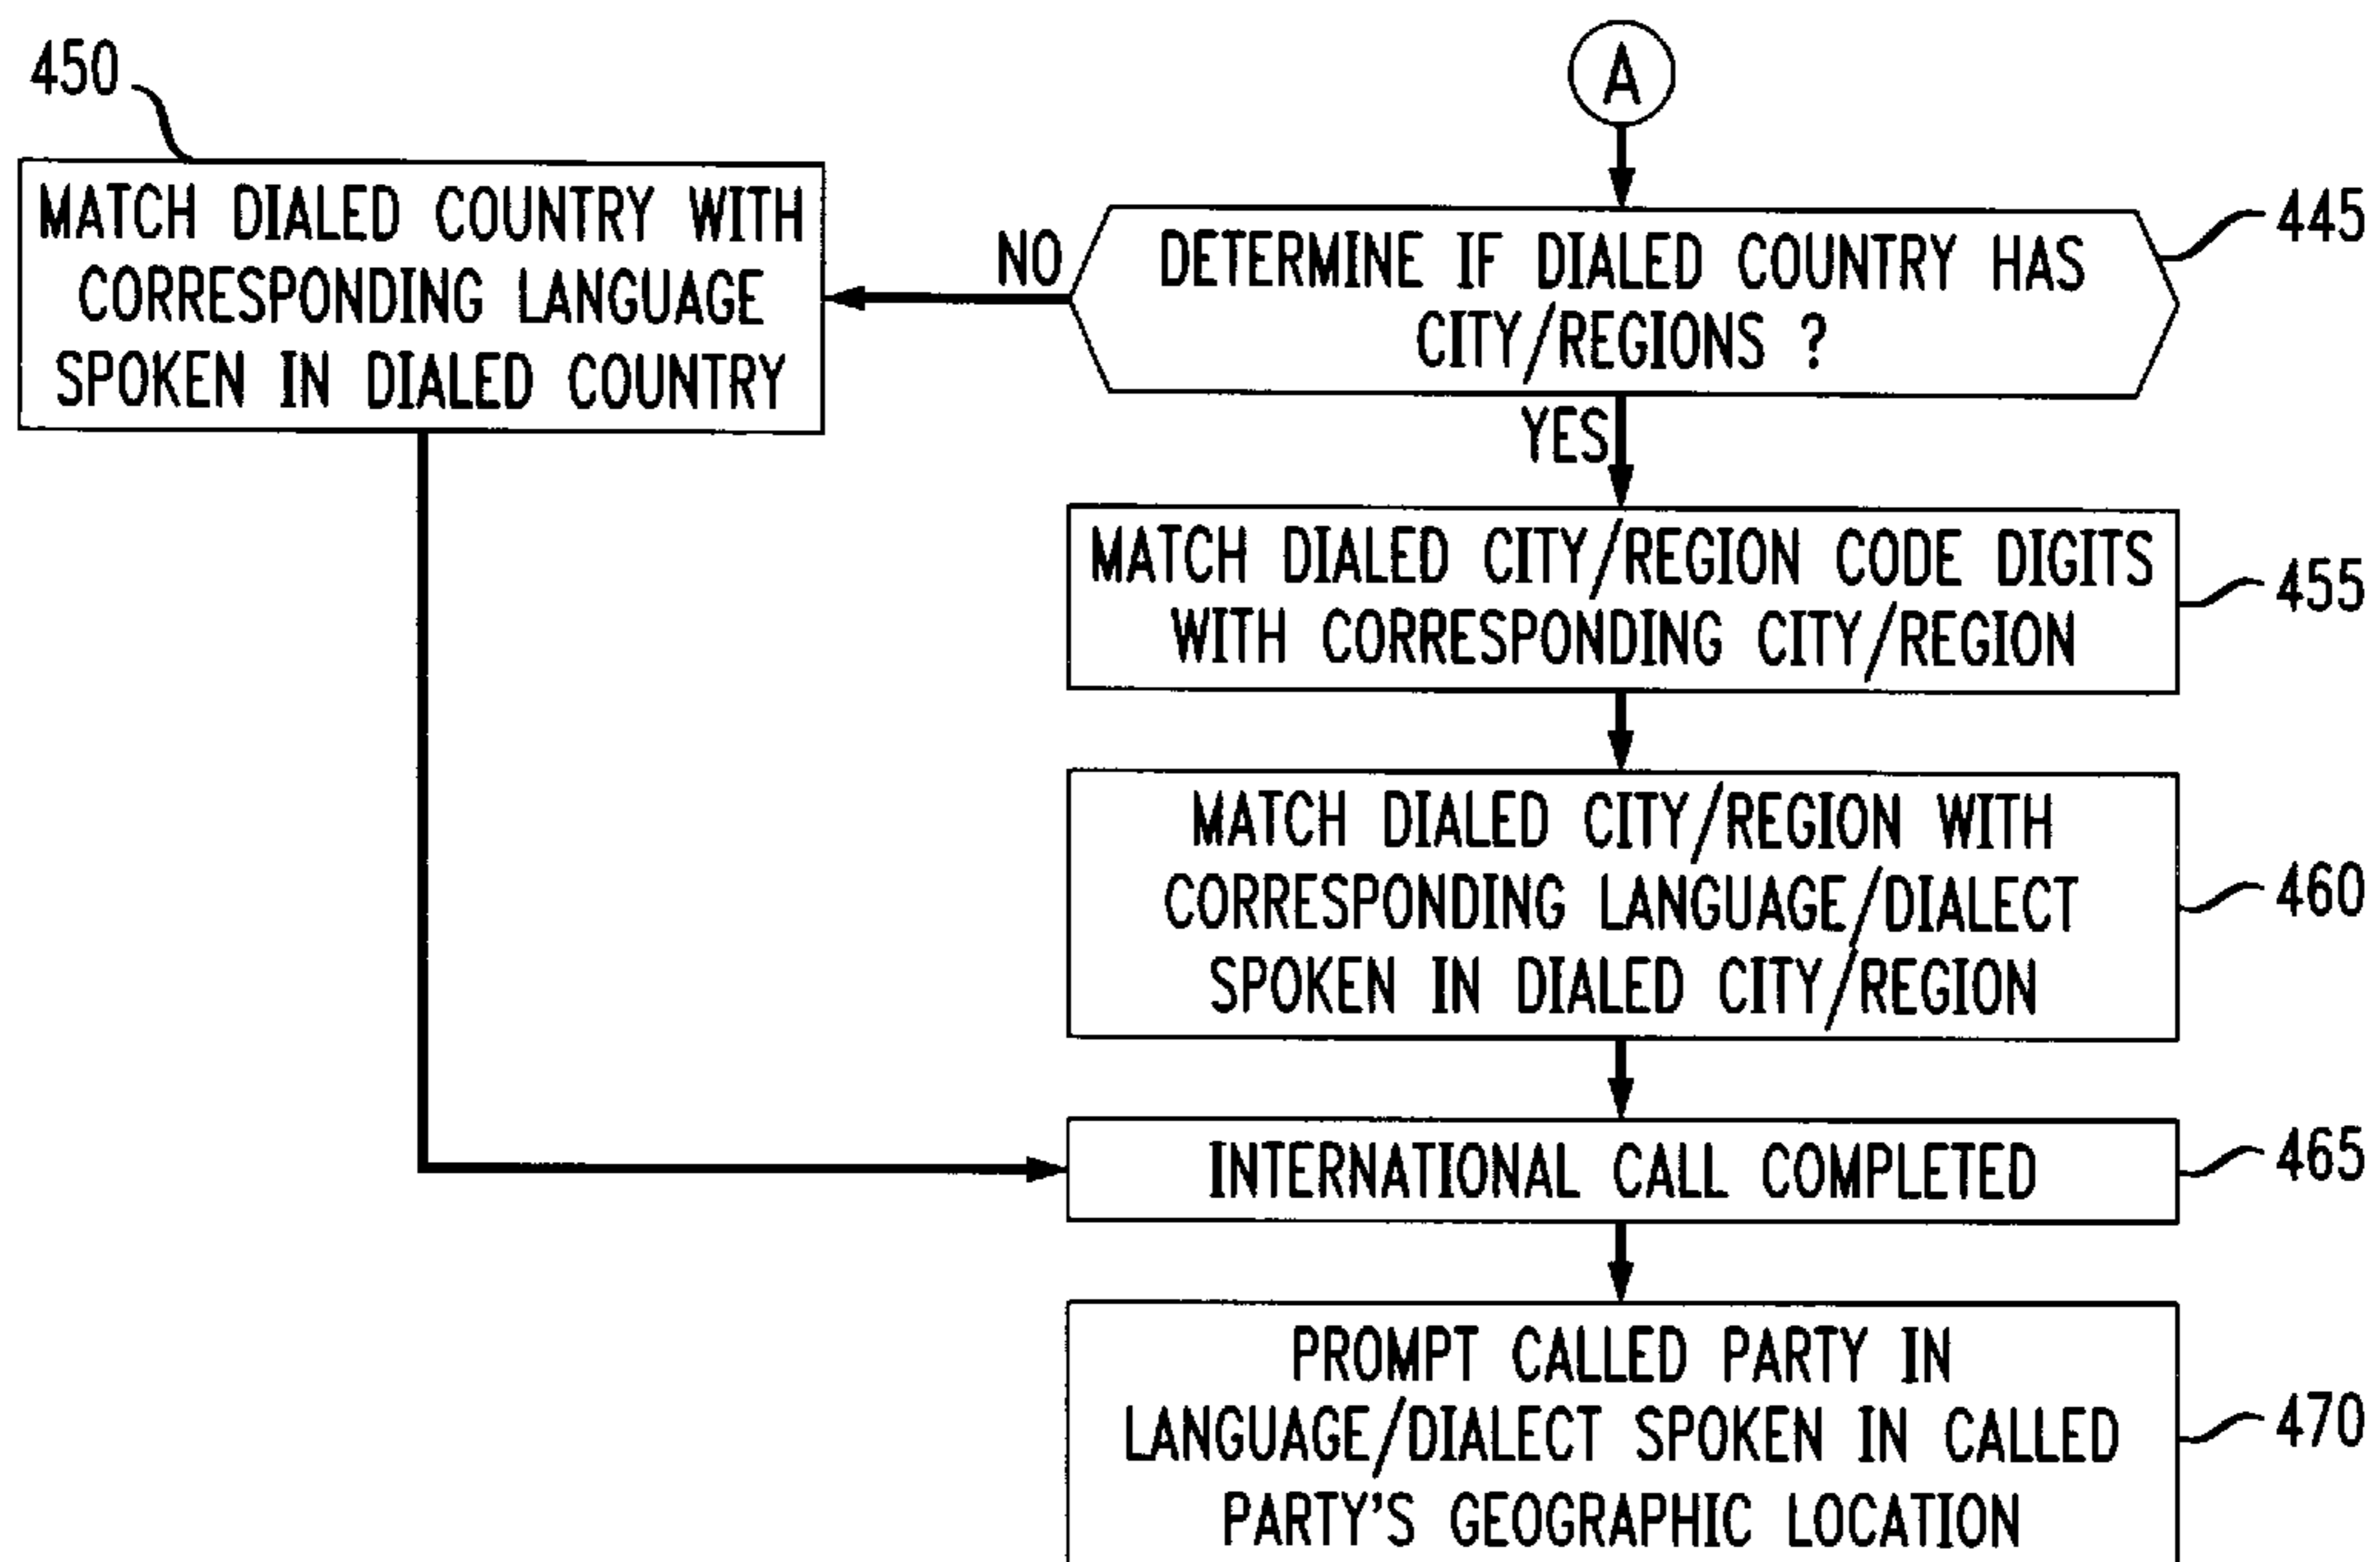 A
450
MATCH DIALED COUNTRY WITH
CORRESPONDING LANGUAGE
SPOKEN IN DIALED COUNTRY
NO
DETERMINE IF DIALED COUNTRY HAS
CITY/REGIONS ?
445
YES
MATCH DIALED CITY/REGION CODE DIGITS
WITH CORRESPONDING CITY/REGION
455
MATCH DIALED CITY/REGION WITH
CORRESPONDING LANGUAGE/DIALECT
SPOKEN IN DIALED CITY/REGION
460
INTERNATIONAL CALL COMPLETED
465
PROMPT CALLED PARTY IN
LANGUAGE/DIALECT SPOKEN IN CALLED
PARTY'S GEOGRAPHIC LOCATION
470